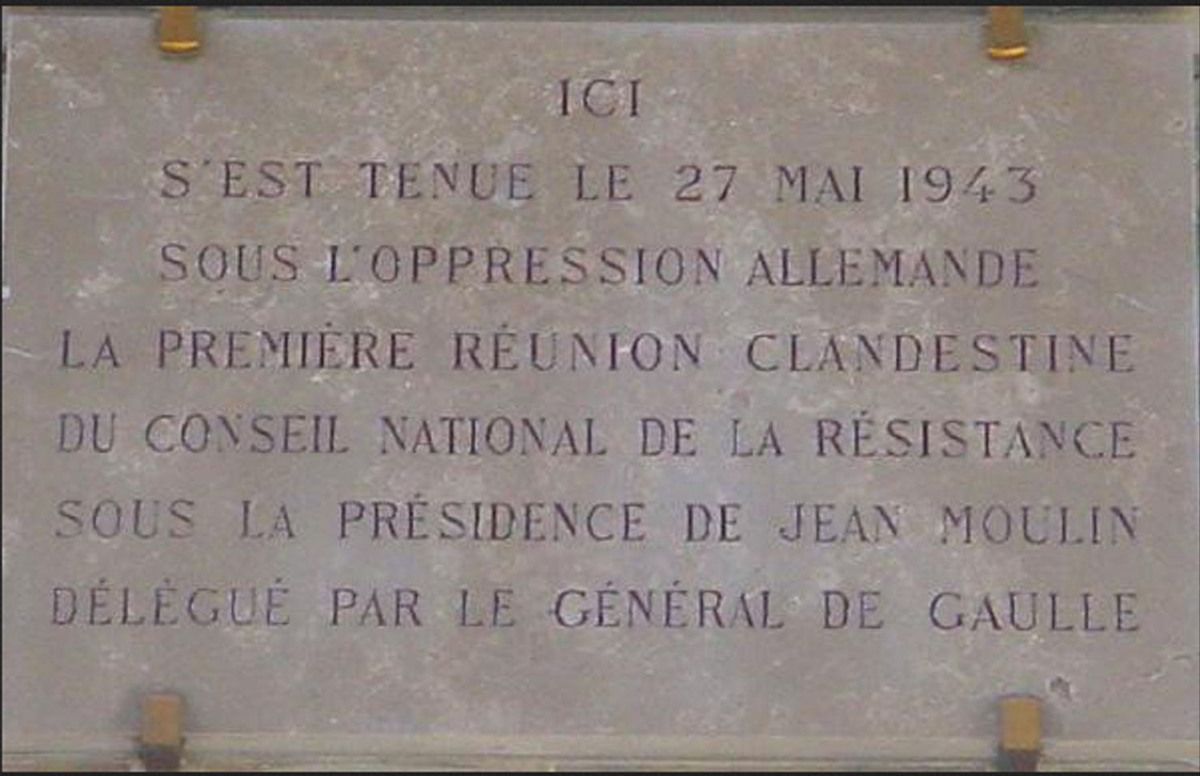 ICI
S'EST TENUE LE 27 MAI 1943
SOUS L'OPPRESSION ALLEMANDE
LA PREMIÈRE RÉUNION CLANDESTINE
DU CONSEIL NATIONAL DE LA RÉSISTANCE
SOUS LA PRÉSIDENCE DE JEAN MOULIN
DÉLÉGUÉ PAR LE GÉNÉRAL DE GAULLE